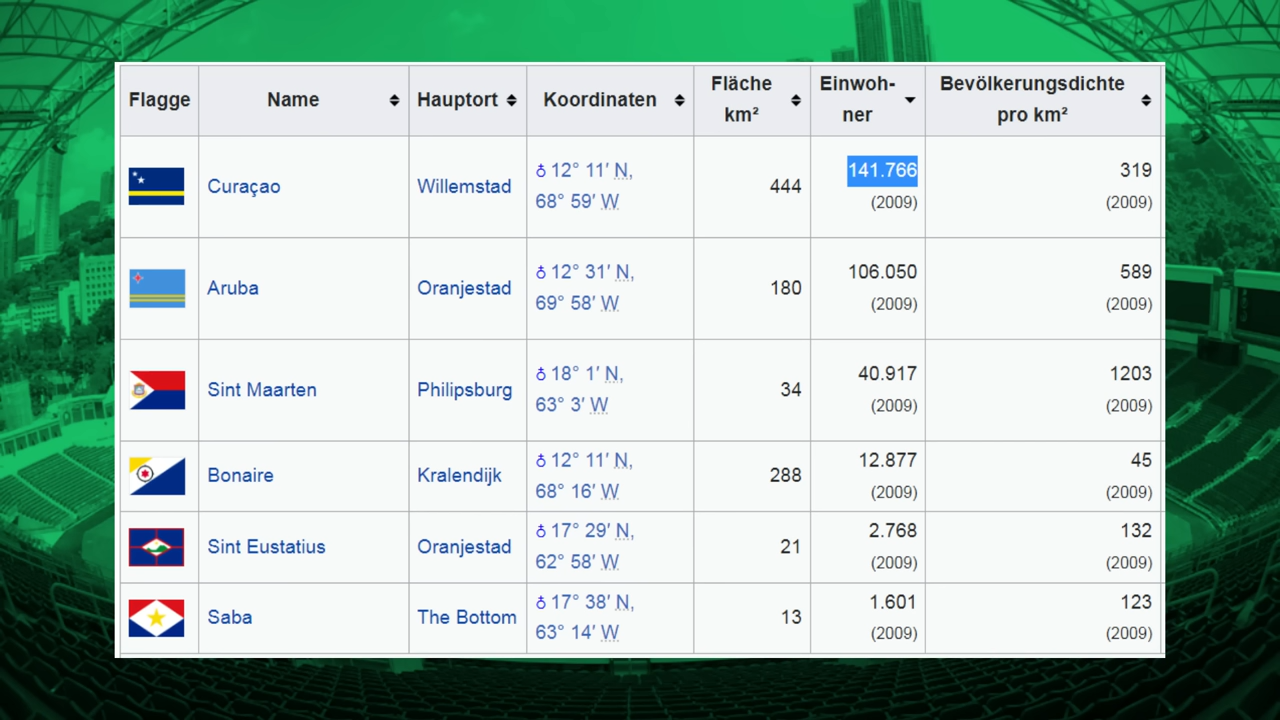 Flagge Name Hauptort Koordinaten Fläche km² Einwoh-ner Bevölkerungsdichte pro km²
Curaçao Willemstad 12° 11′ N, 68° 59′ W 444 141.766 (2009) 319 (2009)
Aruba Oranjestad 12° 31′ N, 69° 58′ W 180 106.050 (2009) 589 (2009)
Sint Maarten Philipsburg 18° 1′ N, 63° 3′ W 34 40.917 (2009) 1203 (2009)
Bonaire Kralendijk 12° 11′ N, 68° 16′ W 288 12.877 (2009) 45 (2009)
Sint Eustatius Oranjestad 17° 29′ N, 62° 58′ W 21 2.768 (2009) 132 (2009)
Saba The Bottom 17° 38′ N, 63° 14′ W 13 1.601 (2009) 123 (2009)